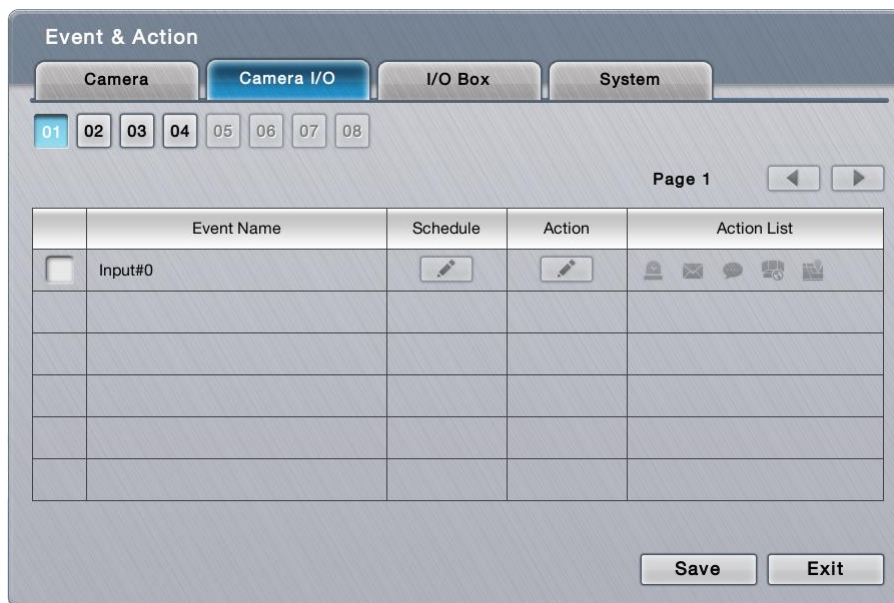 Event & Action
Camera Camera I/O I/O Box System
01 02 03 04 05 06 07 08
Page 1
Event Name Schedule Action Action List
Input#0
Save Exit